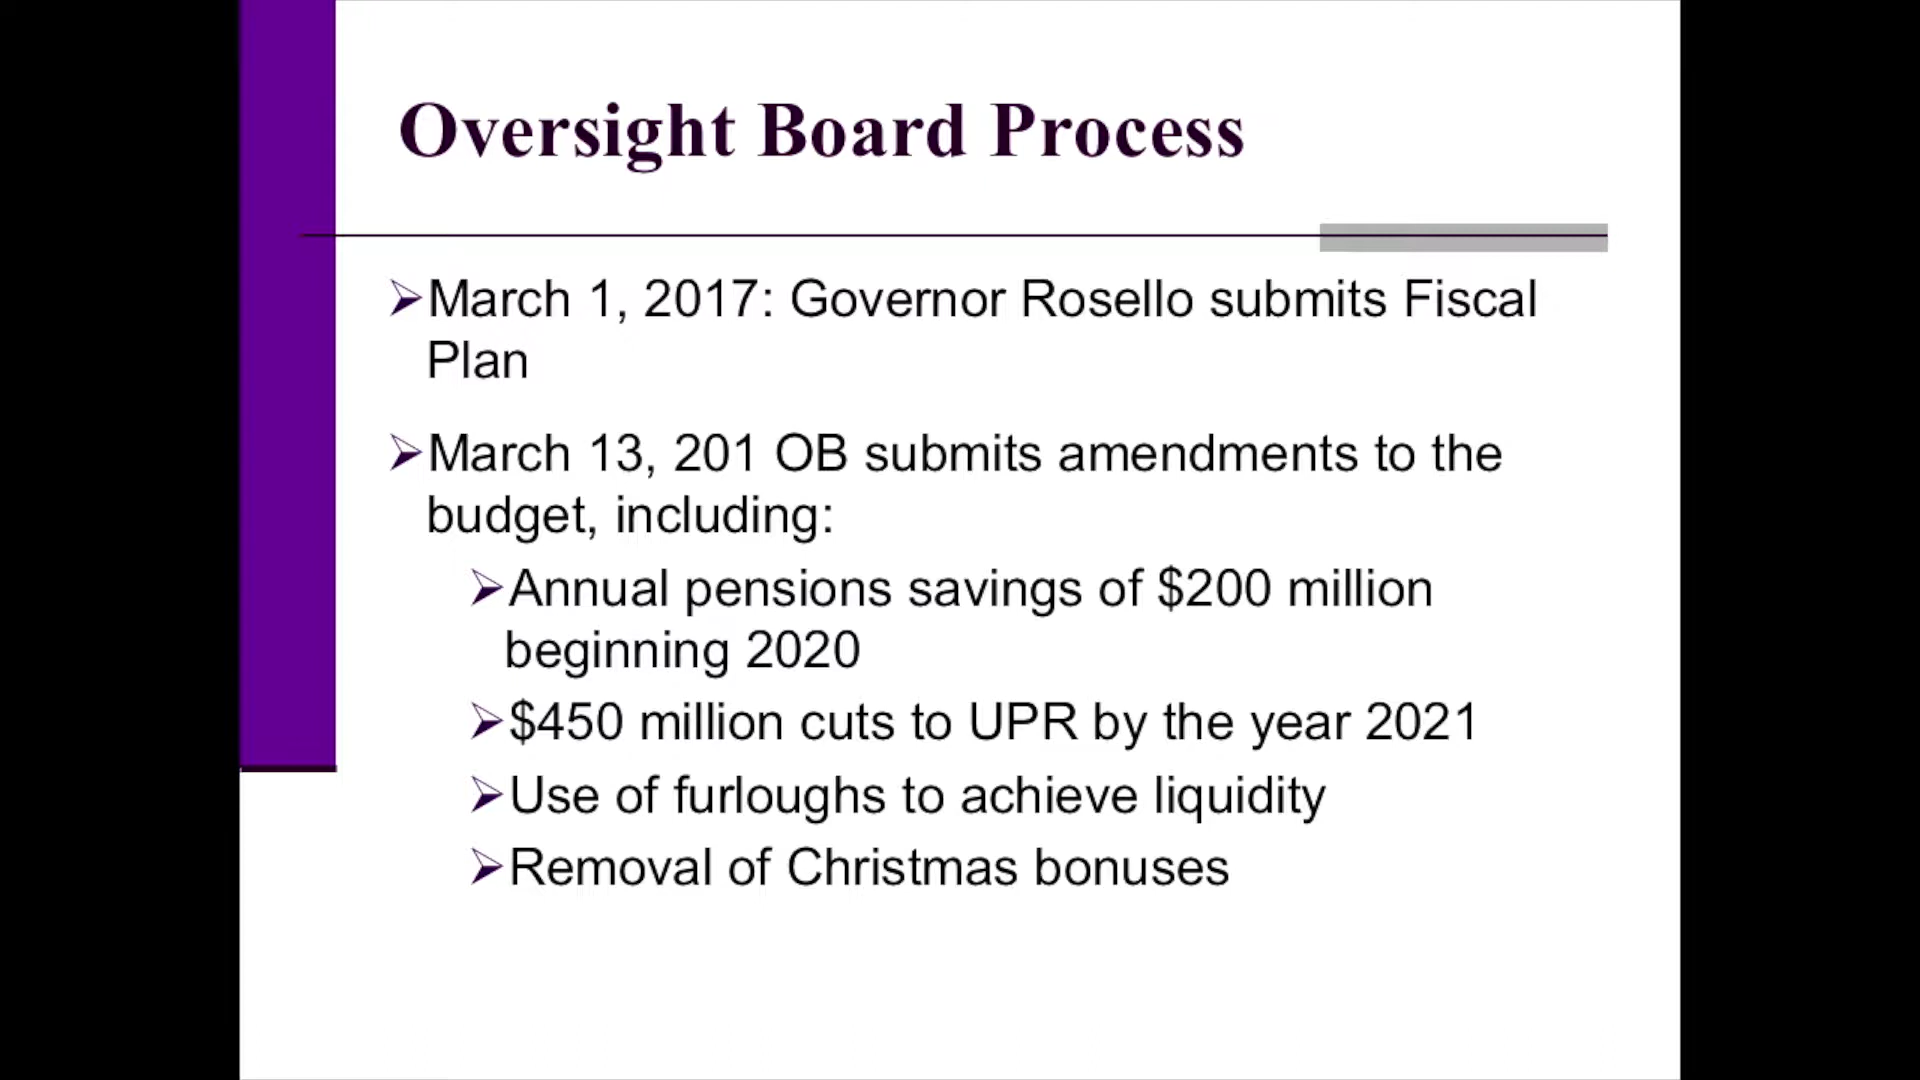 Oversight Board Process
➢March 1, 2017: Governor Rosello submits Fiscal
Plan
➢March 13, 201 OB submits amendments to the
budget, including:
➢Annual pensions savings of $200 million
beginning 2020
➢$450 million cuts to UPR by the year 2021
➢Use of furloughs to achieve liquidity
➢Removal of Christmas bonuses